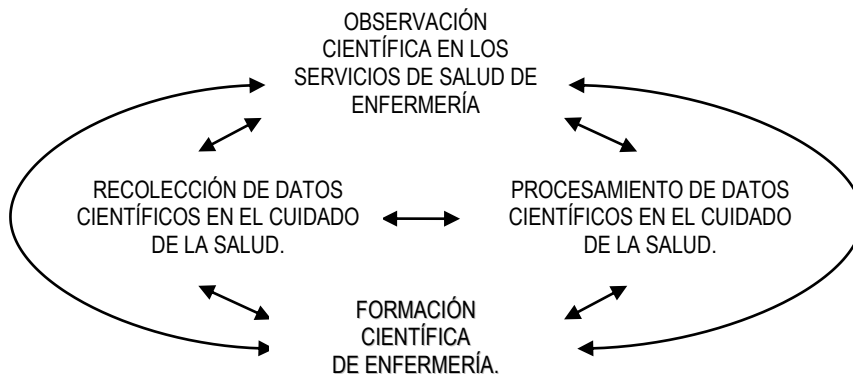 OBSERVACIÓN
CIENTÍFICA EN LOS
SERVICIOS DE SALUD DE
ENFERMERÍA
RECOLECCIÓN DE DATOS
CIENTÍFICOS EN EL CUIDADO
DE LA SALUD.
PROCESAMIENTO DE DATOS
CIENTÍFICOS EN EL CUIDADO
DE LA SALUD.
FORMACIÓN
CIENTÍFICA
DE ENFERMERÍA.